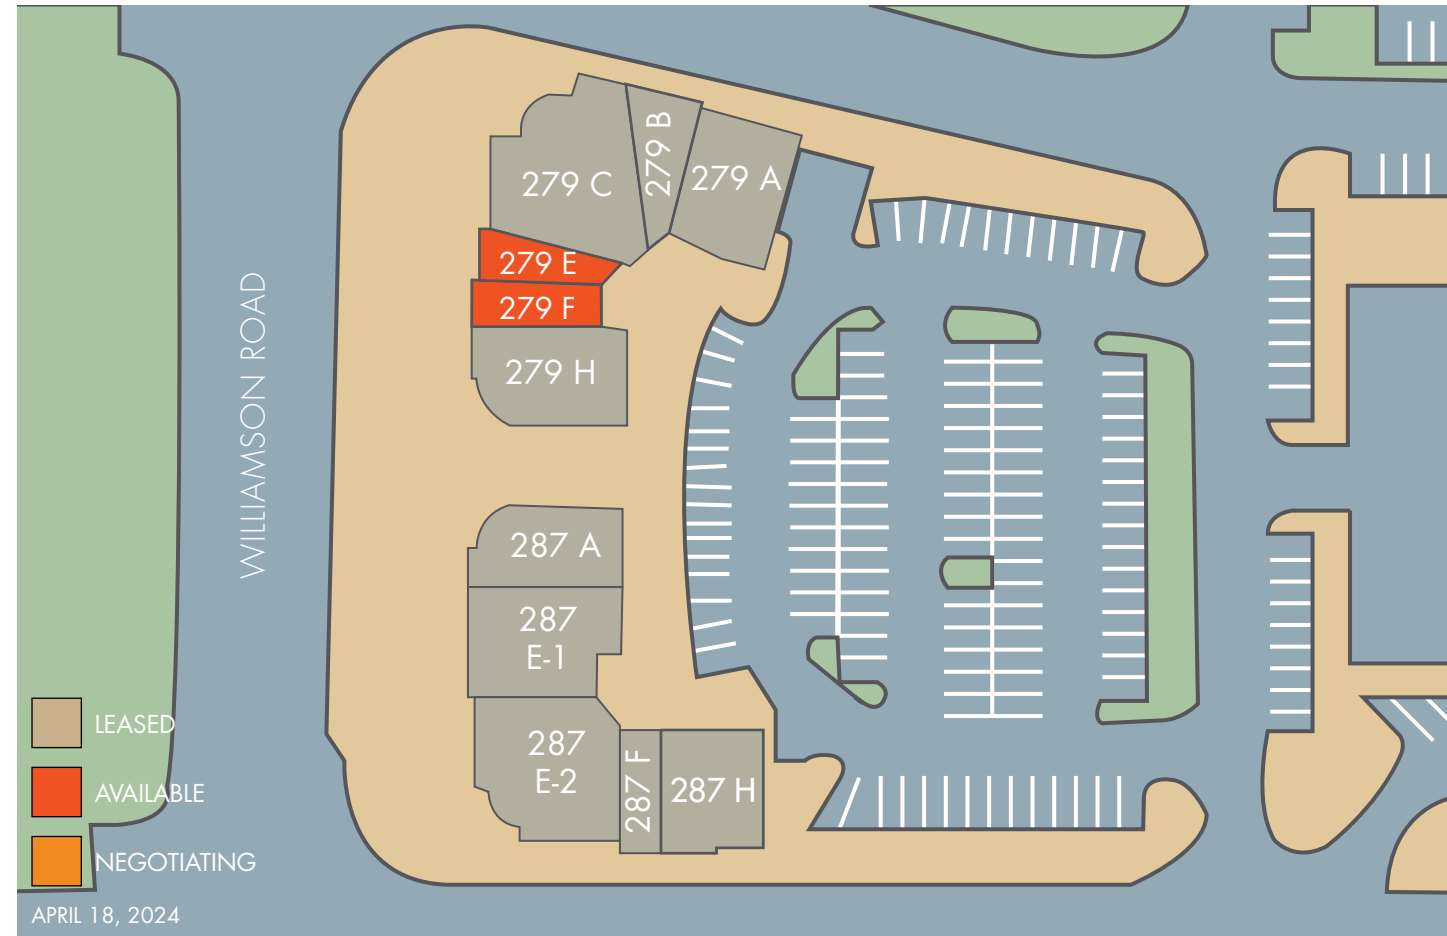 279 C
279 B
279 A
279 E
279 F
279 H
WILLIAMSON ROAD
287 A
287
E-1
287
E-2
287 F
287 H
LEASED
AVAILABLE
NEGOTIATING
APRIL 18, 2024